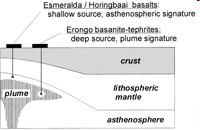 Esmeralda / Horingbaai basalts:
shallow source, asthenospheric signature
Erongo basanite-tephrites:
deep source, plume signature
crust
lithospheric
mantle
plume
asthenosphere